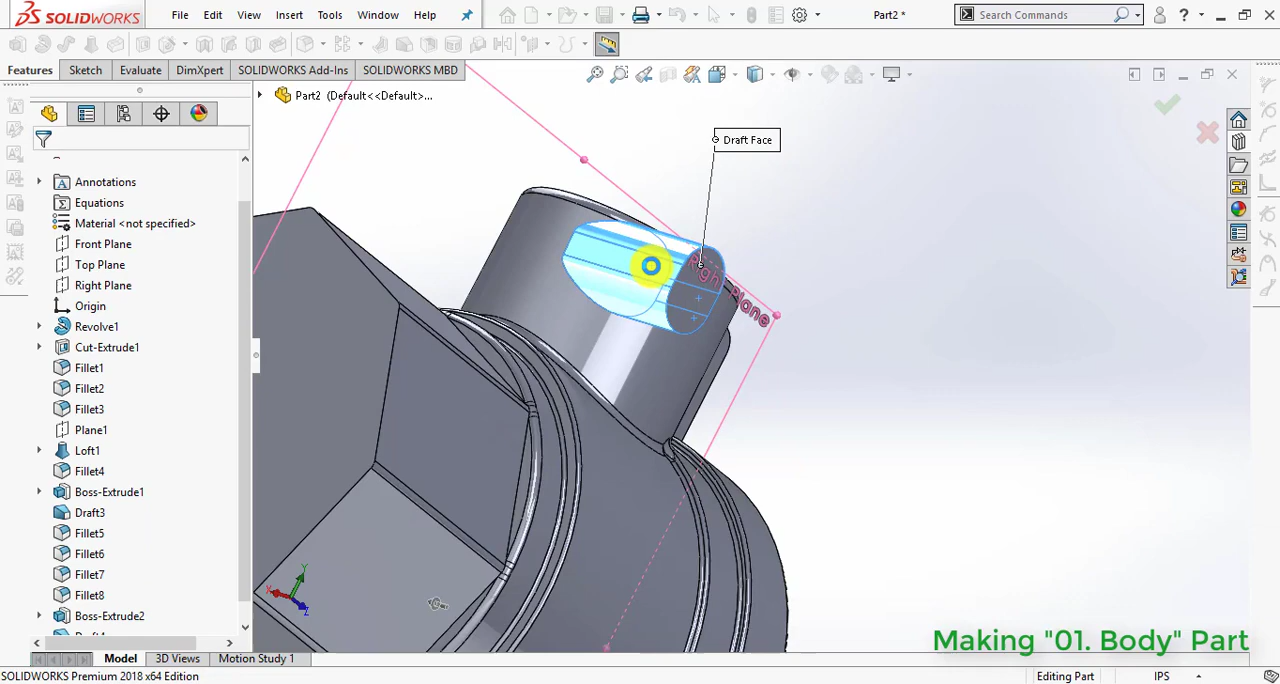 SOLIDWORKS File Edit View Insert Tools Window Help Part2 * Search Commands ?
Features Sketch Evaluate DimXpert SOLIDWORKS Add-Ins SOLIDWORKS MBD
Part2 (Default<<Default>...
Draft Face
Annotations
Equations
Material <not specified>
Front Plane
Top Plane
Right Plane
Origin
Revolve1
Cut-Extrude1
Fillet1
Fillet2
Fillet3
Plane1
Loft1
Fillet4
Boss-Extrude1
Draft3
Fillet5
Fillet6
Fillet7
Fillet8
Boss-Extrude2
Right Plane
Y
X
Z
Making "01. Body" Part
Model 3D Views Motion Study 1
SOLIDWORKS Premium 2018 x64 Edition Editing Part IPS